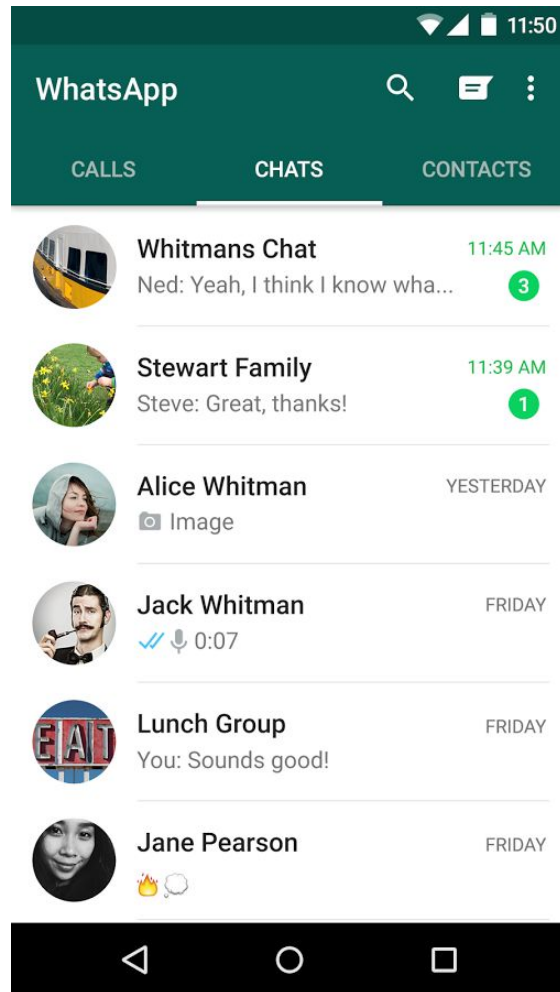 11:50
WhatsApp
CALLS CHATS CONTACTS
Whitmans Chat 11:45 AM
Ned: Yeah, I think I know wha... 3
Stewart Family 11:39 AM
Steve: Great, thanks! 1
Alice Whitman YESTERDAY
Image
Jack Whitman FRIDAY
0:07
Lunch Group FRIDAY
EAT
You: Sounds good!
Jane Pearson FRIDAY
🔥💭